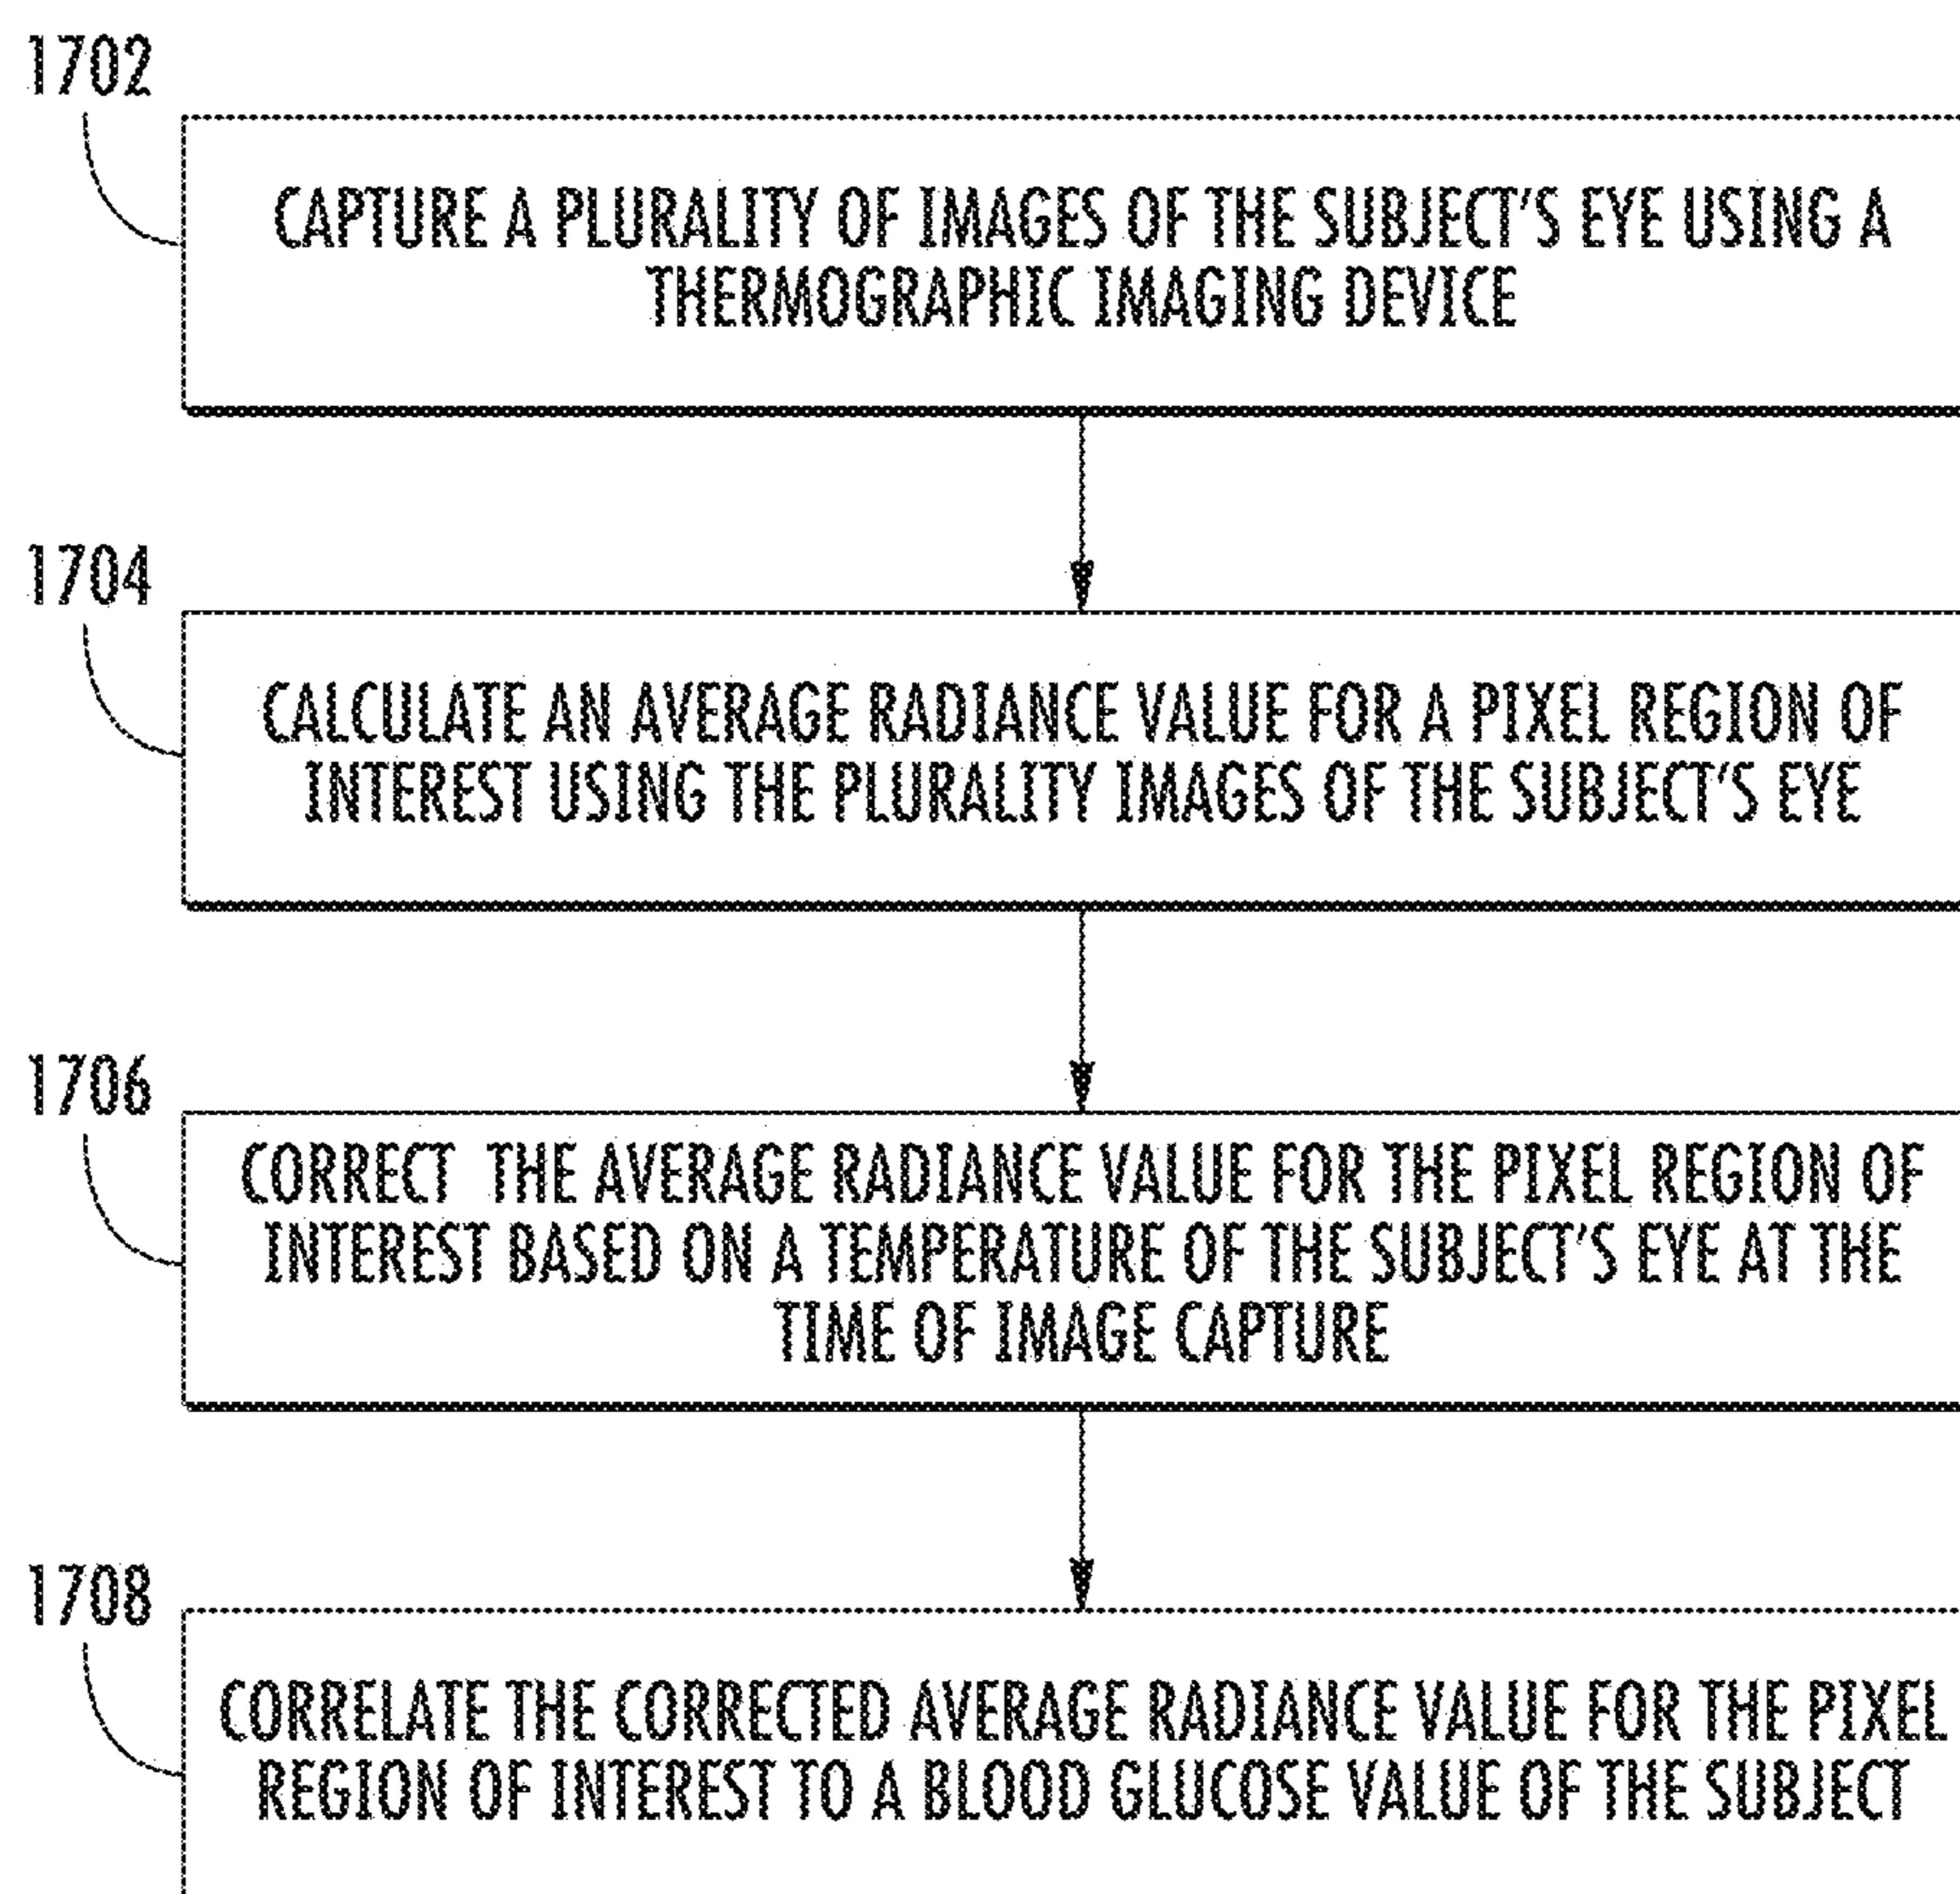 1702
CAPTURE A PLURALITY OF IMAGES OF THE SUBJECT'S EYE USING A
THERMOGRAPHIC IMAGING DEVICE
1704
CALCULATE AN AVERAGE RADIANCE VALUE FOR A PIXEL REGION OF
INTEREST USING THE PLURALITY IMAGES OF THE SUBJECT'S EYE
1706
CORRECT THE AVERAGE RADIANCE VALUE FOR THE PIXEL REGION OF
INTEREST BASED ON A TEMPERATURE OF THE SUBJECT'S EYE AT THE
TIME OF IMAGE CAPTURE
1708
CORRELATE THE CORRECTED AVERAGE RADIANCE VALUE FOR THE PIXEL
REGION OF INTEREST TO A BLOOD GLUCOSE VALUE OF THE SUBJECT